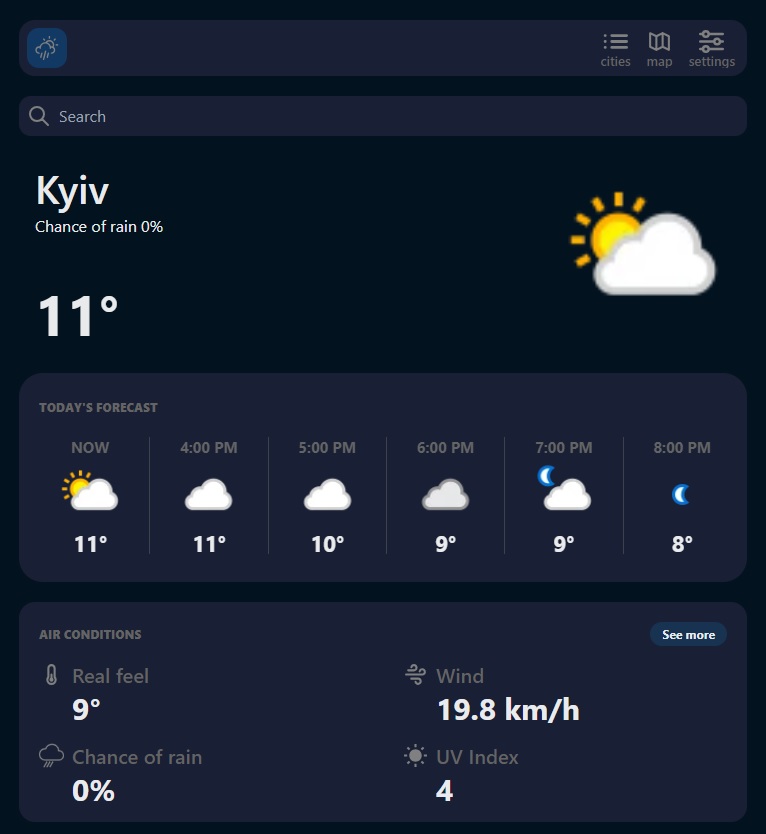 cities map settings
Search
Kyiv
Chance of rain 0%
11°
TODAY'S FORECAST
NOW 4:00 PM 5:00 PM 6:00 PM 7:00 PM 8:00 PM
11° 11° 10° 9° 9° 8°
AIR CONDITIONS See more
Real feel Wind
9° 19.8 km/h
Chance of rain UV Index
0% 4